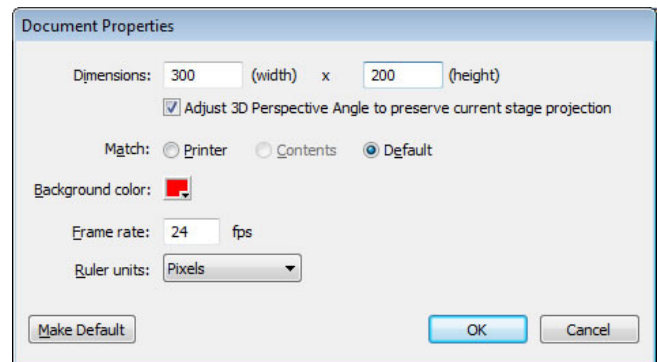 Document Properties
Dimensions: 300 (width) x 200 (height)
Adjust 3D Perspective Angle to preserve current stage projection
Match: Printer Contents Default
Background color:
Frame rate: 24 fps
Ruler units: Pixels
Make Default OK Cancel